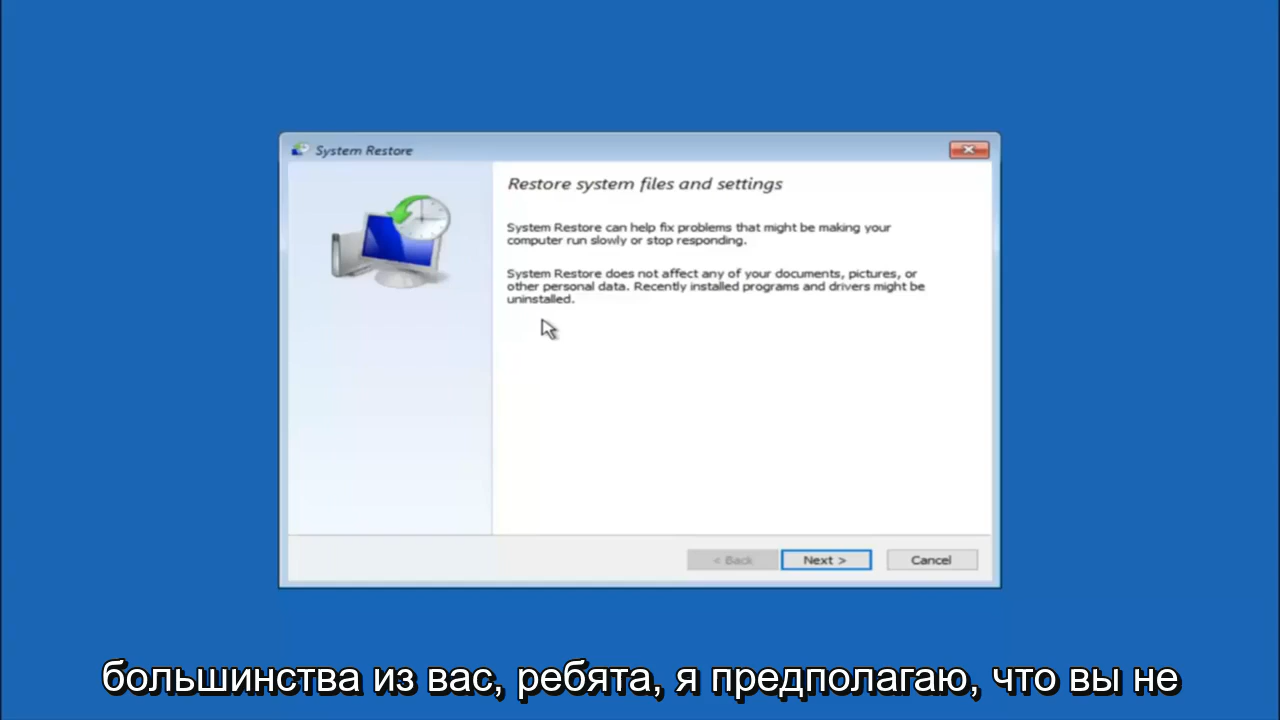 System Restore
Restore system files and settings
System Restore can help fix problems that might be making your
computer run slowly or stop responding.
System Restore does not affect any of your documents, pictures, or
other personal data. Recently installed programs and drivers might be
uninstalled.
< Back
Next >
Cancel
большинства из вас, ребята, я предполагаю, что вы не